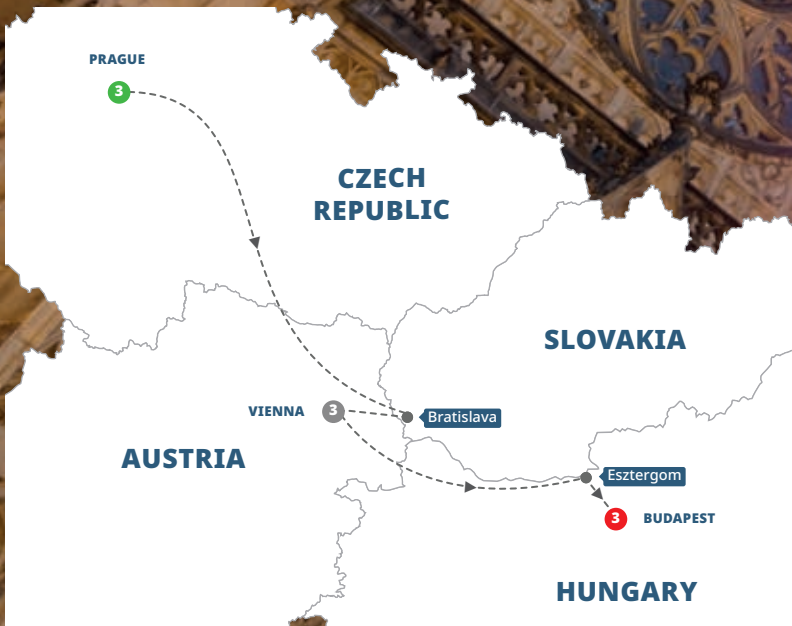 PRAGUE
3
CZECH
REPUBLIC
SLOVAKIA
VIENNA
3
Bratislava
AUSTRIA
Esztergom
3
BUDAPEST
HUNGARY